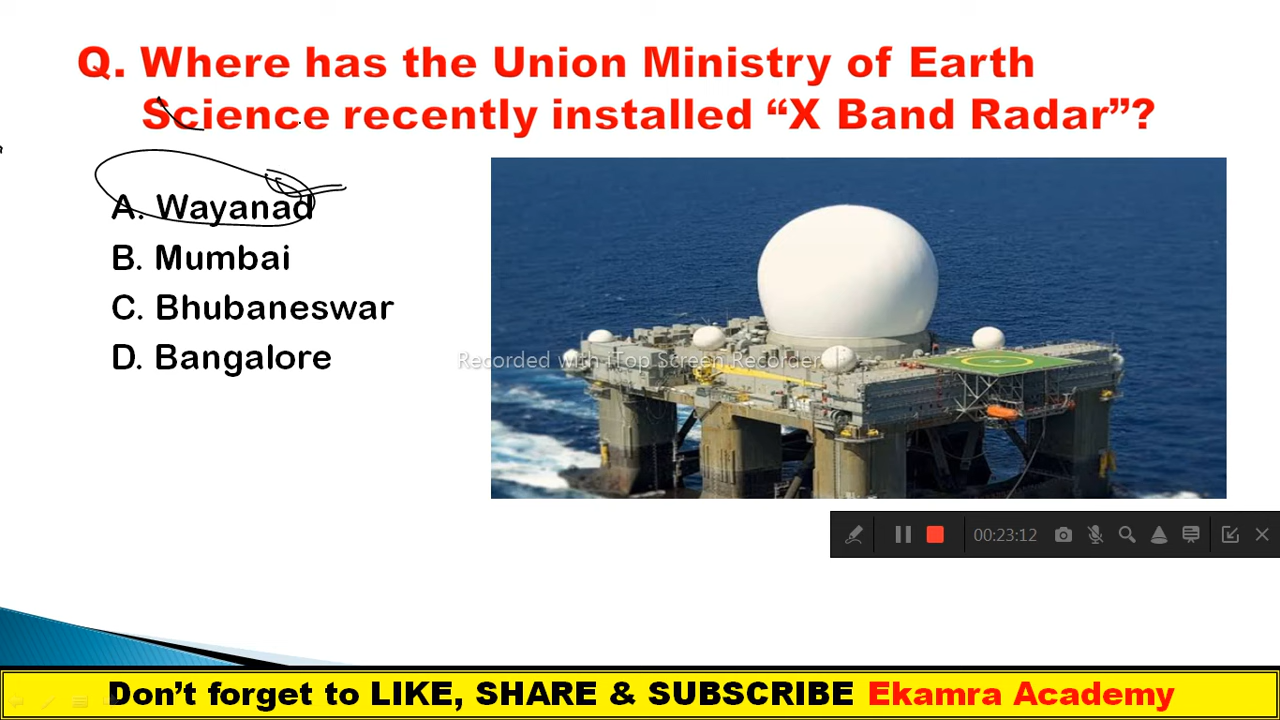 Q. Where has the Union Ministry of Earth
Science recently installed “X Band Radar”?
A. Wayanad
B. Mumbai
C. Bhubaneswar
D. Bangalore
Recorded with iTop Screen Recorder
00:23:12
Don’t forget to LIKE, SHARE & SUBSCRIBE Ekamra Academy